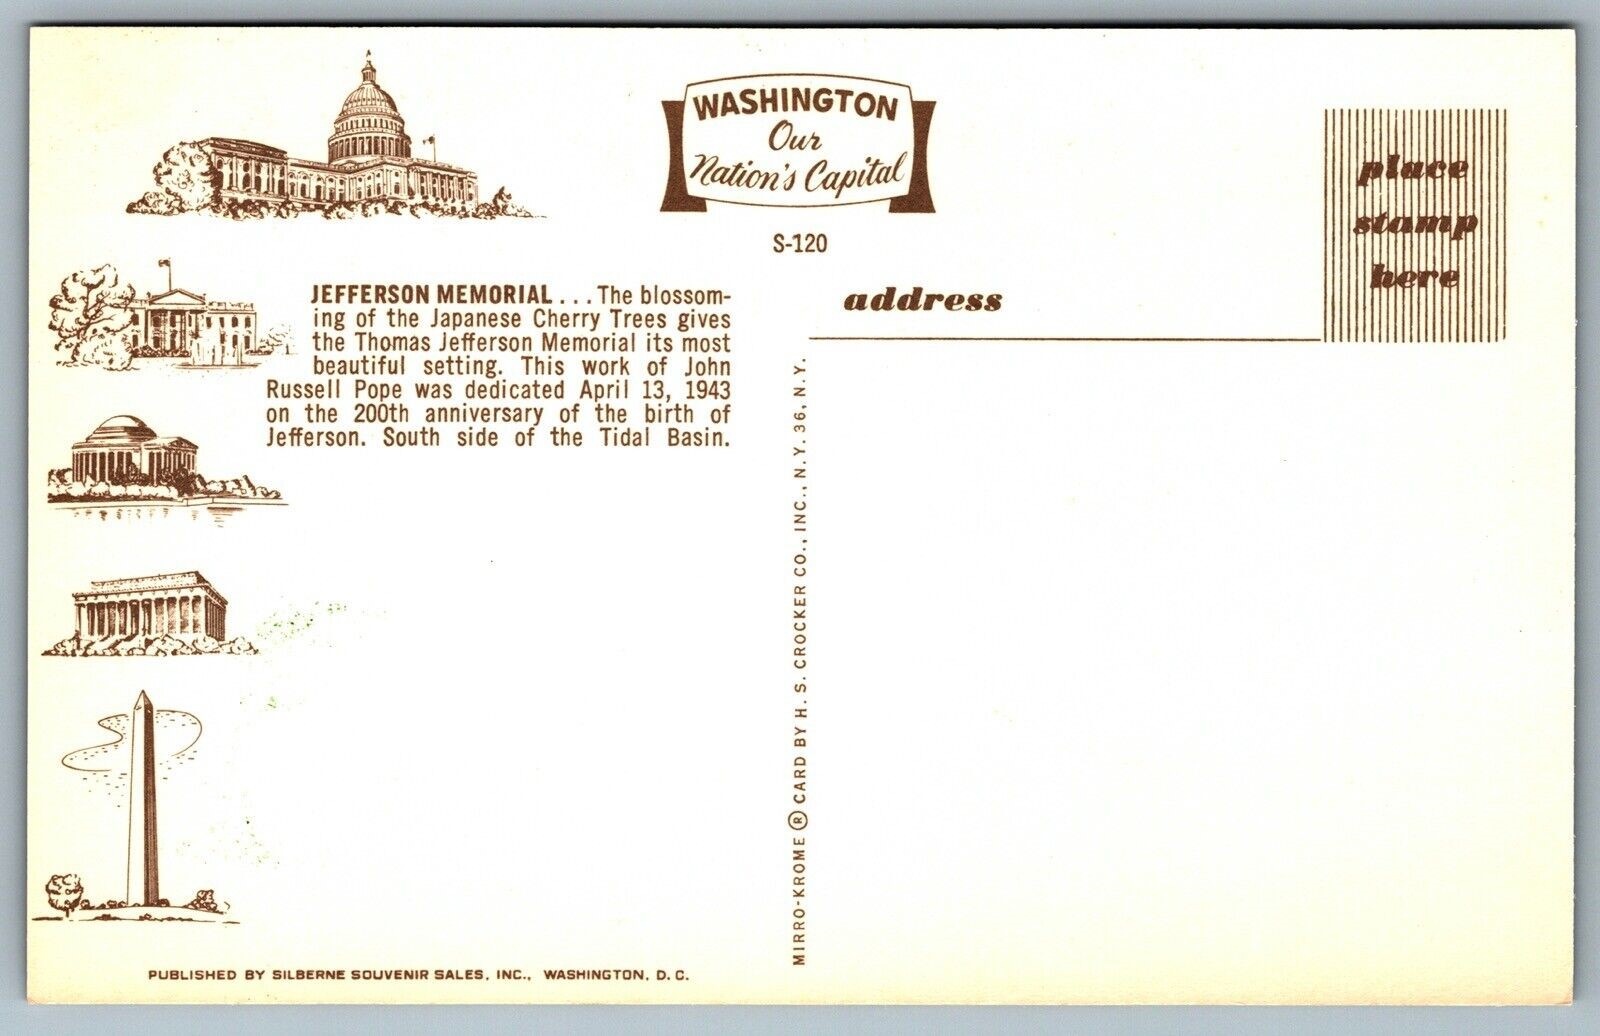 WASHINGTON
Our
Nation's Capital
S-120
place
stamp
here
JEFFERSON MEMORIAL . . . The blossom-
ing of the Japanese Cherry Trees gives
the Thomas Jefferson Memorial its most
beautiful setting. This work of John
Russell Pope was dedicated April 13, 1943
on the 200th anniversary of the birth of
Jefferson. South side of the Tidal Basin.
address
MIRRO-KROME ® CARD BY H. S. CROCKER CO., INC., N.Y. 36, N.Y.
PUBLISHED BY SILBERNE SOUVENIR SALES, INC., WASHINGTON, D. C.